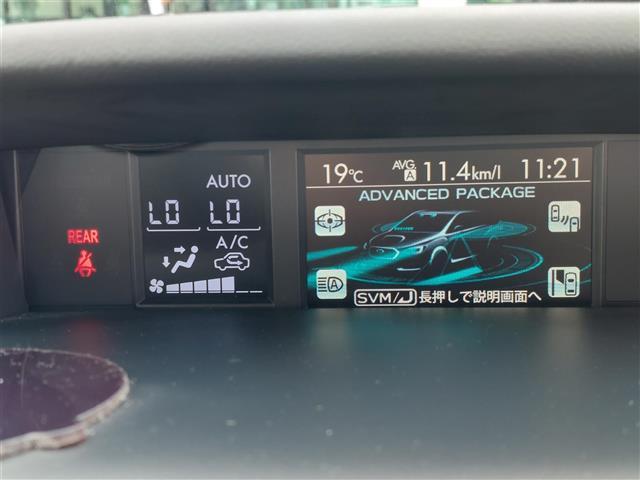 REAR
AUTO
LO LO
A/C
19℃ AVG. A 11.4km/l 11:21
ADVANCED PACKAGE
A
SVM/ 長押しで説明画面へ